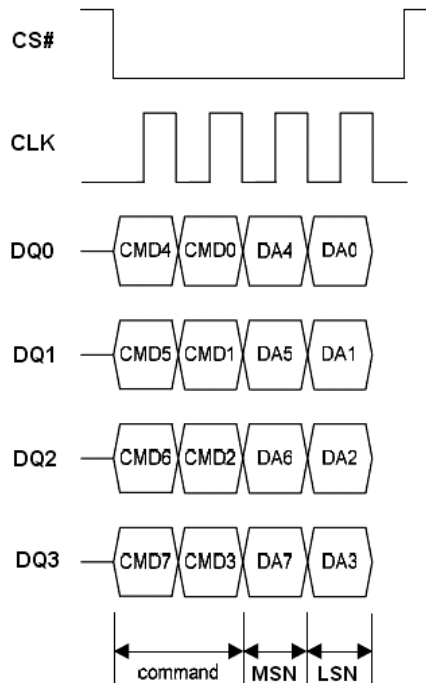 CS#
CLK
DQ0 CMD4 CMD0 DA4 DA0
DQ1 CMD5 CMD1 DA5 DA1
DQ2 CMD6 CMD2 DA6 DA2
DQ3 CMD7 CMD3 DA7 DA3
command MSN LSN